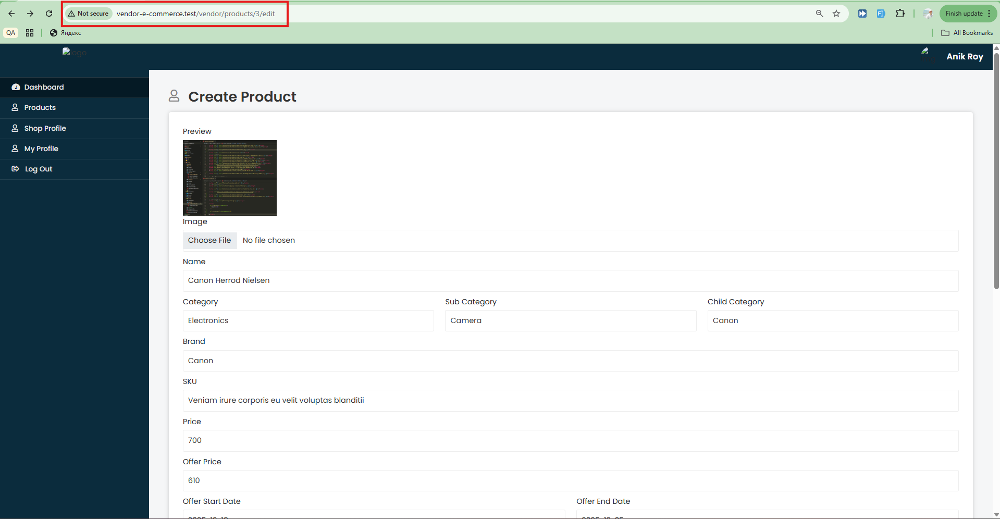 Not secure vendor-e-commerce.test/vendor/products/3/edit
Finish update
QA
Яндекс
All Bookmarks
logo
Anik Roy
Dashboard
Products
Shop Profile
My Profile
Log Out
Create Product
Preview
Image
Choose File No file chosen
Name
Canon Herrod Nielsen
Category Sub Category Child Category
Electronics Camera Canon
Brand
Canon
SKU
Veniam irure corporis eu velit voluptas blanditii
Price
700
Offer Price
610
Offer Start Date Offer End Date